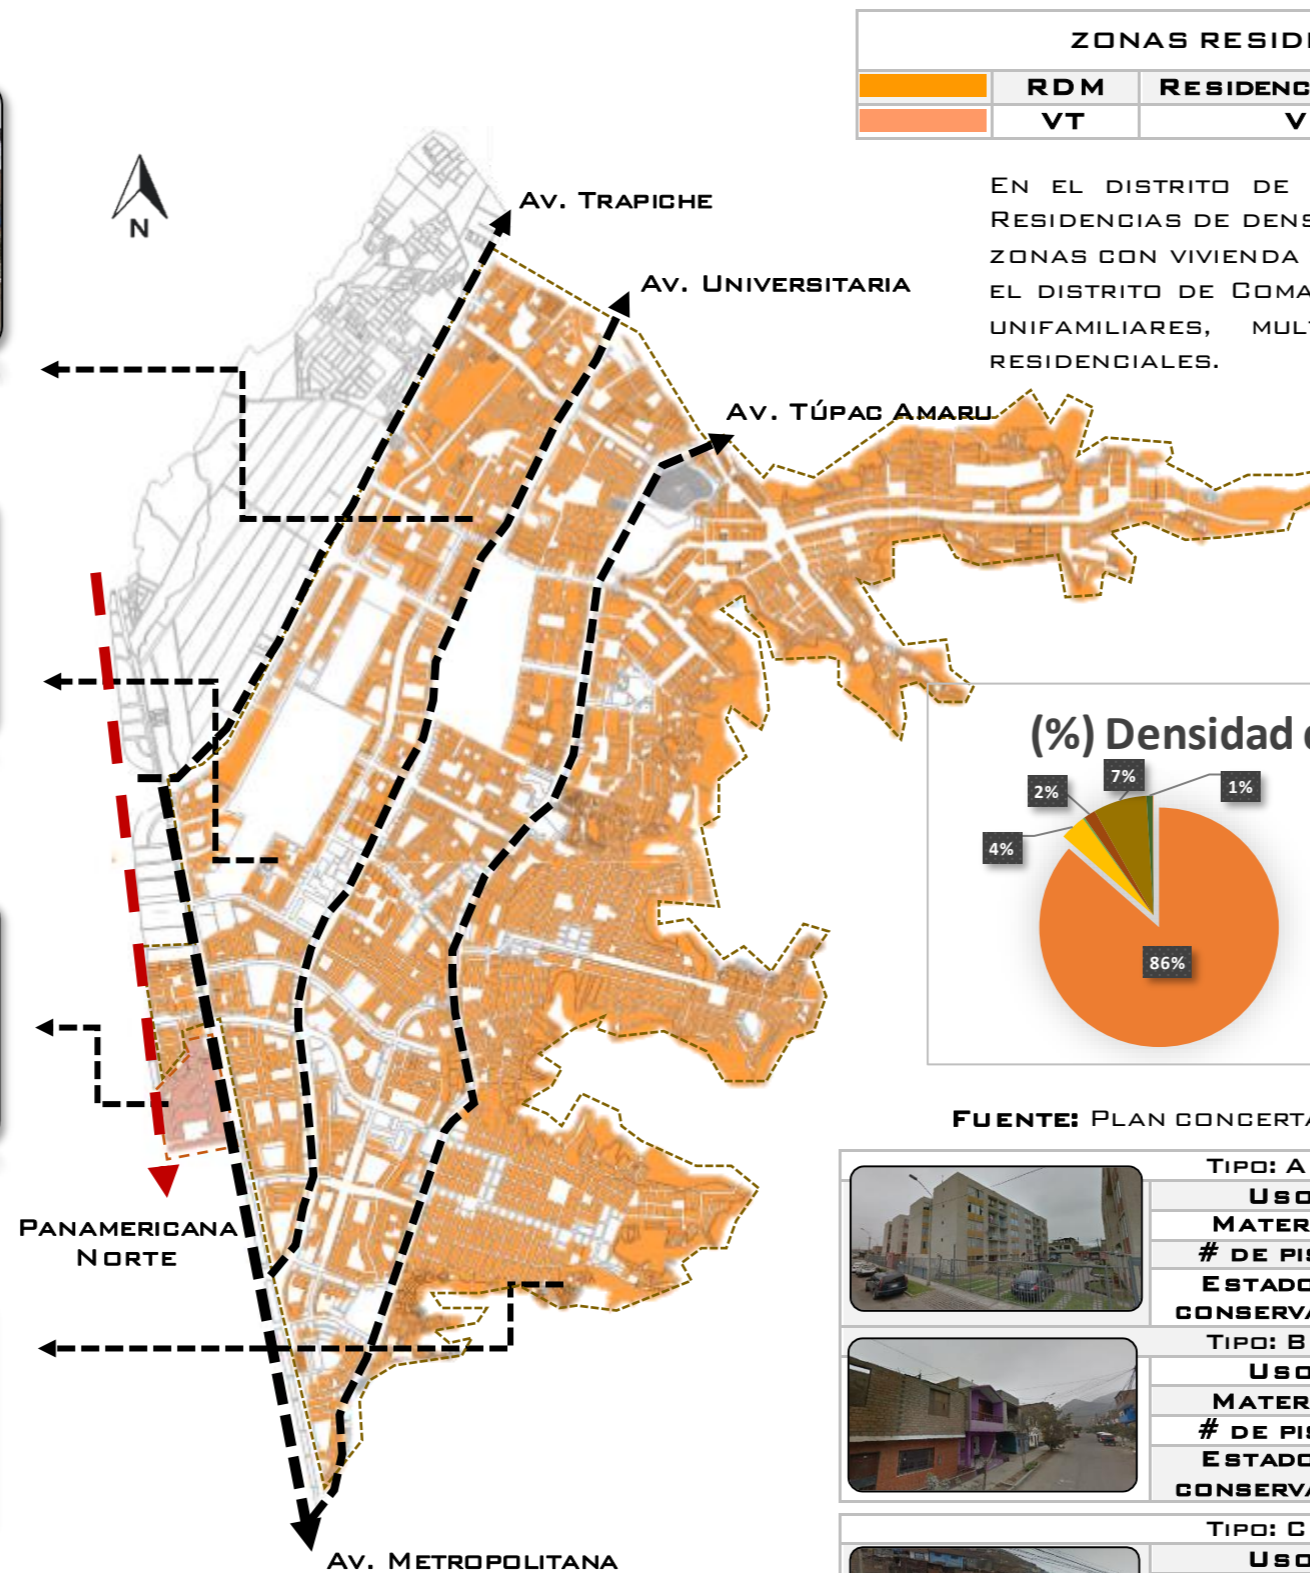 ZONAS RESIDE
RDM RESIDENC
VT V
N
AV. TRAPICHE
AV. UNIVERSITARIA
AV. TÚPAC AMARU
EN EL DISTRITO DE
RESIDENCIAS DE DENS
ZONAS CON VIVIENDA
EL DISTRITO DE COMA
UNIFAMILIARES, MULT
RESIDENCIALES.
(%) Densidad
2%
7%
1%
4%
86%
PANAMERICANA
NORTE
AV. METROPOLITANA
FUENTE: PLAN CONCERTA
TIPO: A
USO
MATER
# DE PIS
ESTADO
CONSERVA
TIPO: B
USO
MATER
# DE PIS
ESTADO
CONSERVA
TIPO: C
USO